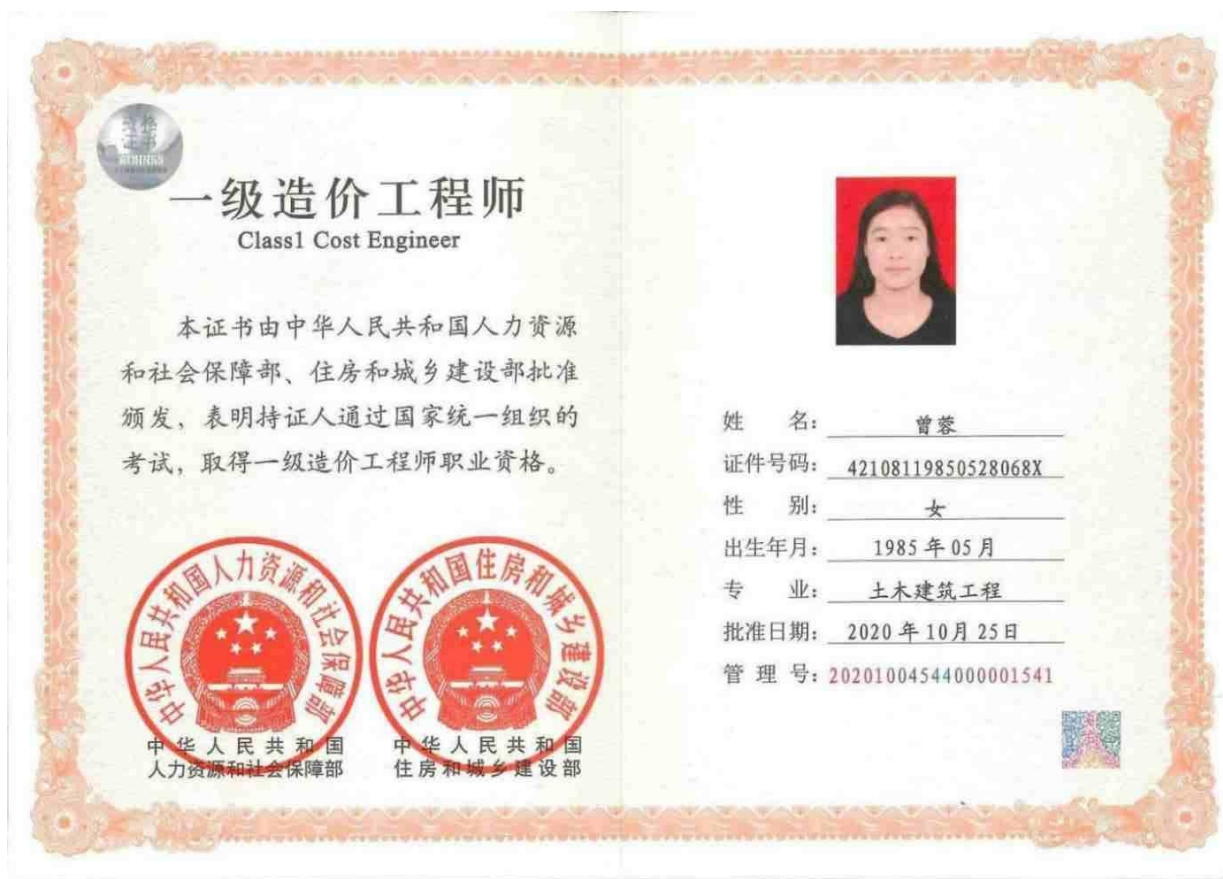 资格
证书
一级造价工程师
Class1 Cost Engineer
本证书由中华人民共和国人力资源
和社会保障部、住房和城乡建设部批准
颁发，表明持证人通过国家统一组织的
考试，取得一级造价工程师职业资格。
中华人民共和国人力资源和社会保障部
中华人民共和国住房和城乡建设部
中华人民共和国
人力资源和社会保障部
中华人民共和国
住房和城乡建设部
姓 名： 曾蓉
证件号码： 42108119850528068X
性 别： 女
出生年月： 1985年05月
专 业： 土木建筑工程
批准日期： 2020年10月25日
管 理 号： 20201004544000001541